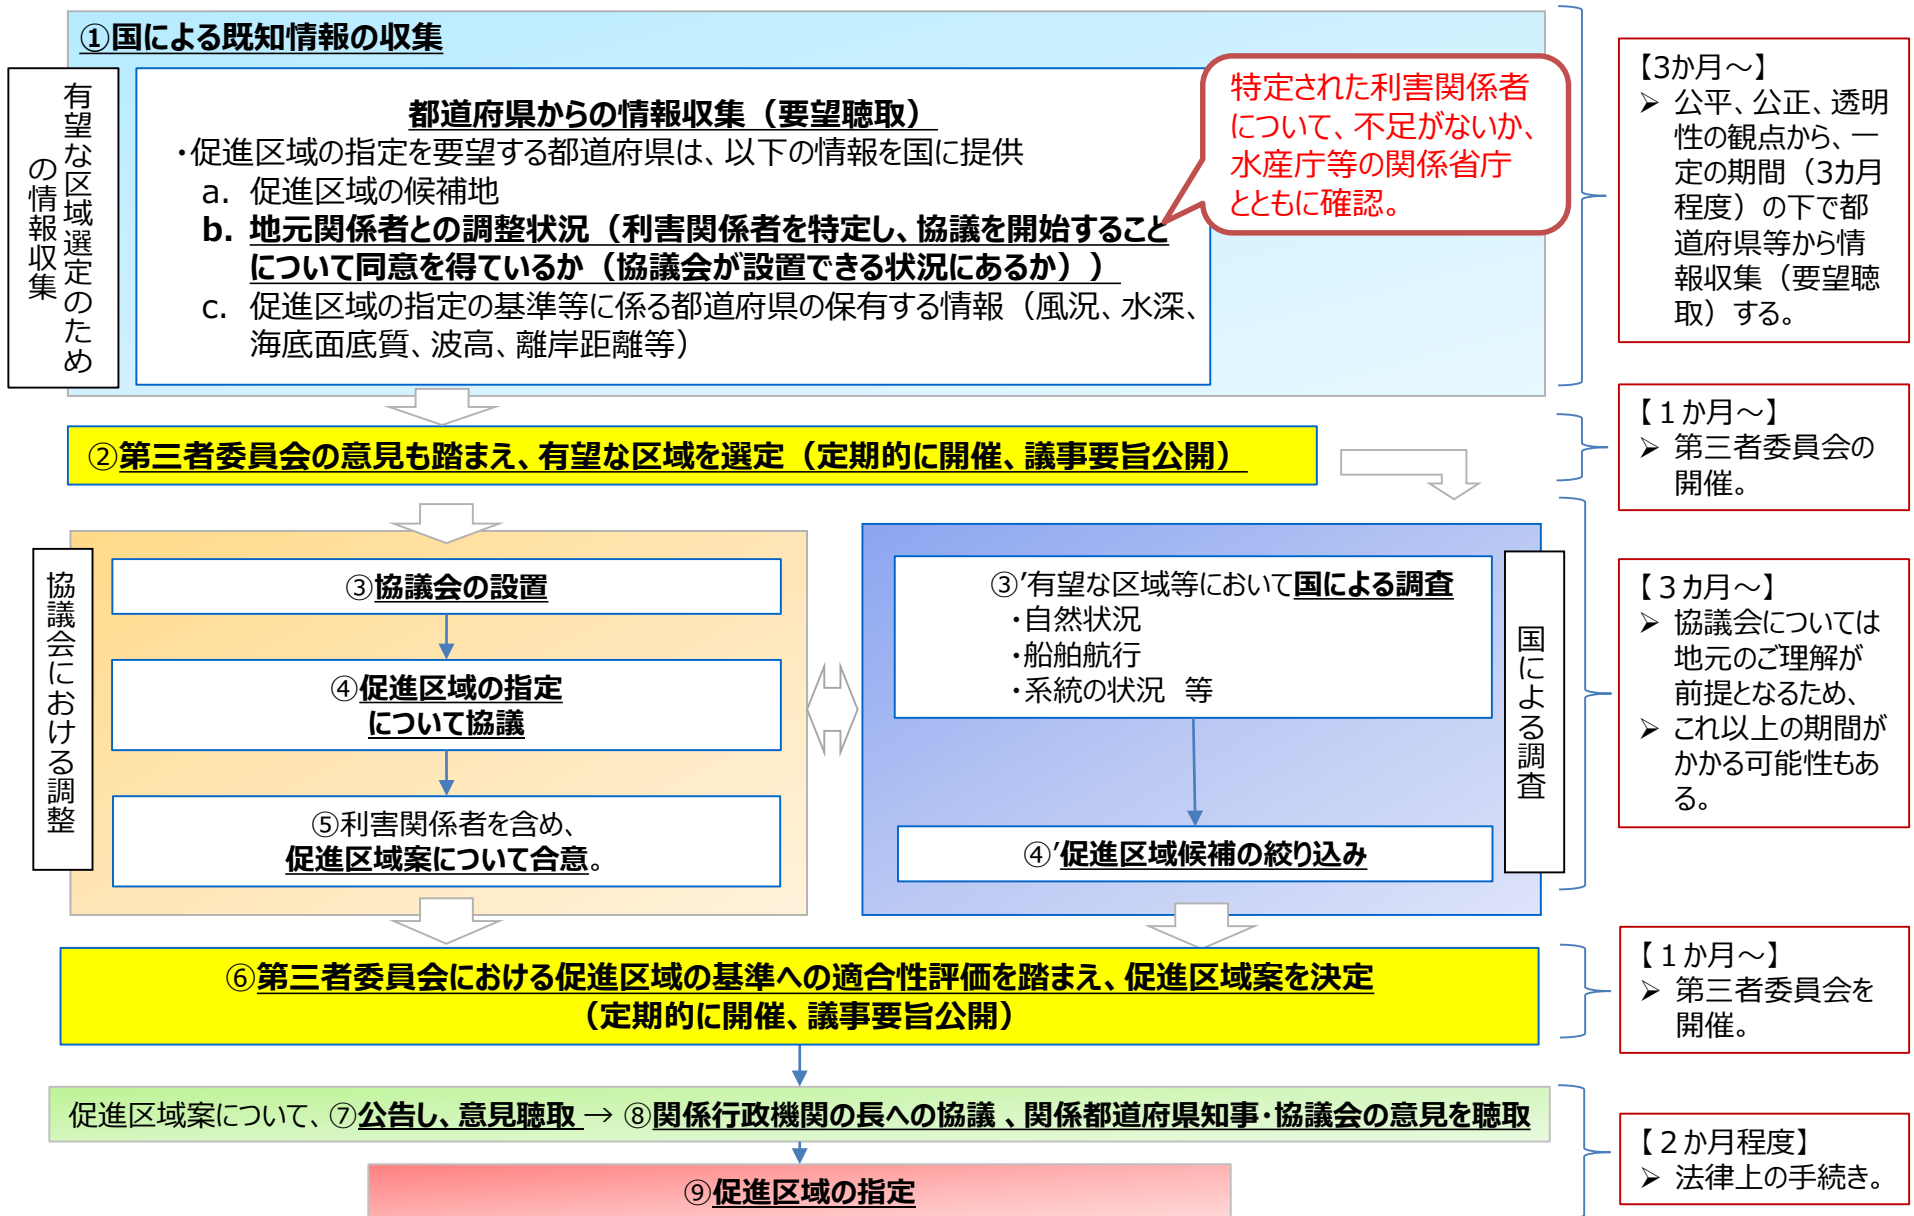 ①国による既知情報の収集
有望な区域選定のため
の情報収集
都道府県からの情報収集（要望聴取）
・促進区域の指定を要望する都道府県は、以下の情報を国に提供
a. 促進区域の候補地
b. 地元関係者との調整状況（利害関係者を特定し、協議を開始すること
について同意を得ているか（協議会が設置できる状況にあるか））
c. 促進区域の指定の基準等に係る都道府県の保有する情報（風況、水深、
海底面底質、波高、離岸距離等）
特定された利害関係者
について、不足がないか、
水産庁等の関係省庁
とともに確認。
【3か月～】
➢ 公平、公正、透明
性の観点から、一
定の期間（3カ月
程度）の下で都
道府県等から情
報収集（要望聴
取）する。
②第三者委員会の意見も踏まえ、有望な区域を選定（定期的に開催、議事要旨公開）
【１か月～】
➢ 第三者委員会の
開催。
協議会における調整
③協議会の設置
④促進区域の指定
について協議
⑤利害関係者を含め、
促進区域案について合意。
③’有望な区域等において国による調査
・自然状況
・船舶航行
・系統の状況 等
④’促進区域候補の絞り込み
国による調査
【３カ月～】
➢ 協議会については
地元のご理解が
前提となるため、
➢ これ以上の期間が
かかる可能性もあ
る。
⑥第三者委員会における促進区域の基準への適合性評価を踏まえ、促進区域案を決定
（定期的に開催、議事要旨公開）
【１か月～】
➢ 第三者委員会を
開催。
促進区域案について、⑦公告し、意見聴取 → ⑧関係行政機関の長への協議 、関係都道府県知事・協議会の意見を聴取
⑨促進区域の指定
【２か月程度】
➢ 法律上の手続き。